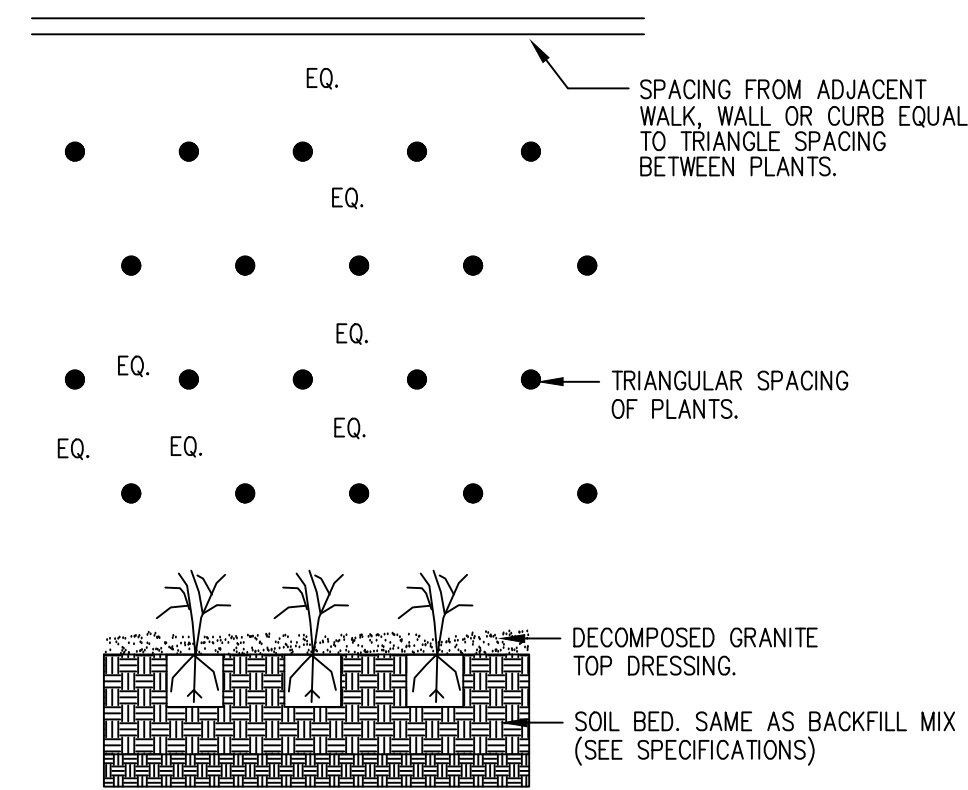 EQ.
SPACING FROM ADJACENT
WALK, WALL OR CURB EQUAL
TO TRIANGLE SPACING
BETWEEN PLANTS.
EQ.
EQ.
EQ.
TRIANGULAR SPACING
OF PLANTS.
EQ.
EQ.
EQ.
DECOMPOSED GRANITE
TOP DRESSING.
SOIL BED. SAME AS BACKFILL MIX
(SEE SPECIFICATIONS)